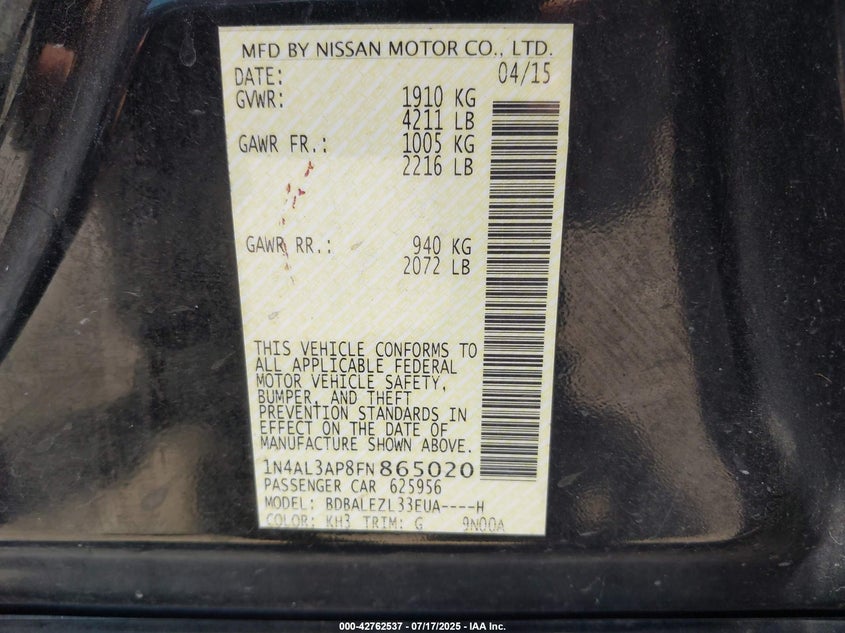 MFD BY NISSAN MOTOR CO., LTD.
DATE: 04/15
GVWR: 1910 KG
4211 LB
GAWR FR.: 1005 KG
2216 LB
GAWR RR.: 940 KG
2072 LB
THIS VEHICLE CONFORMS TO
ALL APPLICABLE FEDERAL
MOTOR VEHICLE SAFETY,
BUMPER, AND THEFT
PREVENTION STANDARDS IN
EFFECT ON THE DATE OF
MANUFACTURE SHOWN ABOVE.
1N4AL3AP8FN865020
PASSENGER CAR 625956
MODEL: BDBALEZL33EUA----H
COLOR: KH3 TRIM: G 9N00A
000-42762537 - 07/17/2025 - IAA Inc.